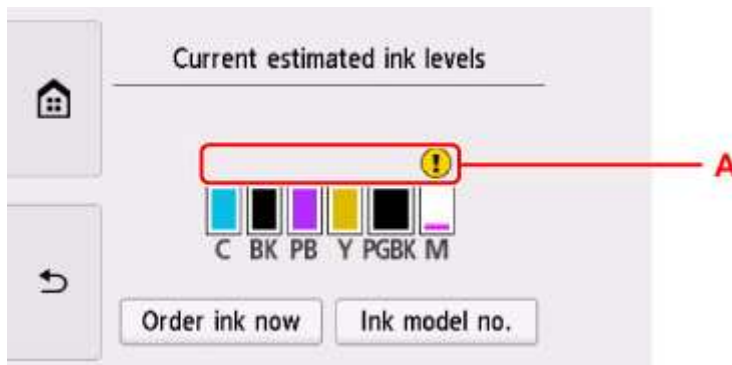 Current estimated ink levels
A
C BK PB Y PGBK M
Order ink now Ink model no.